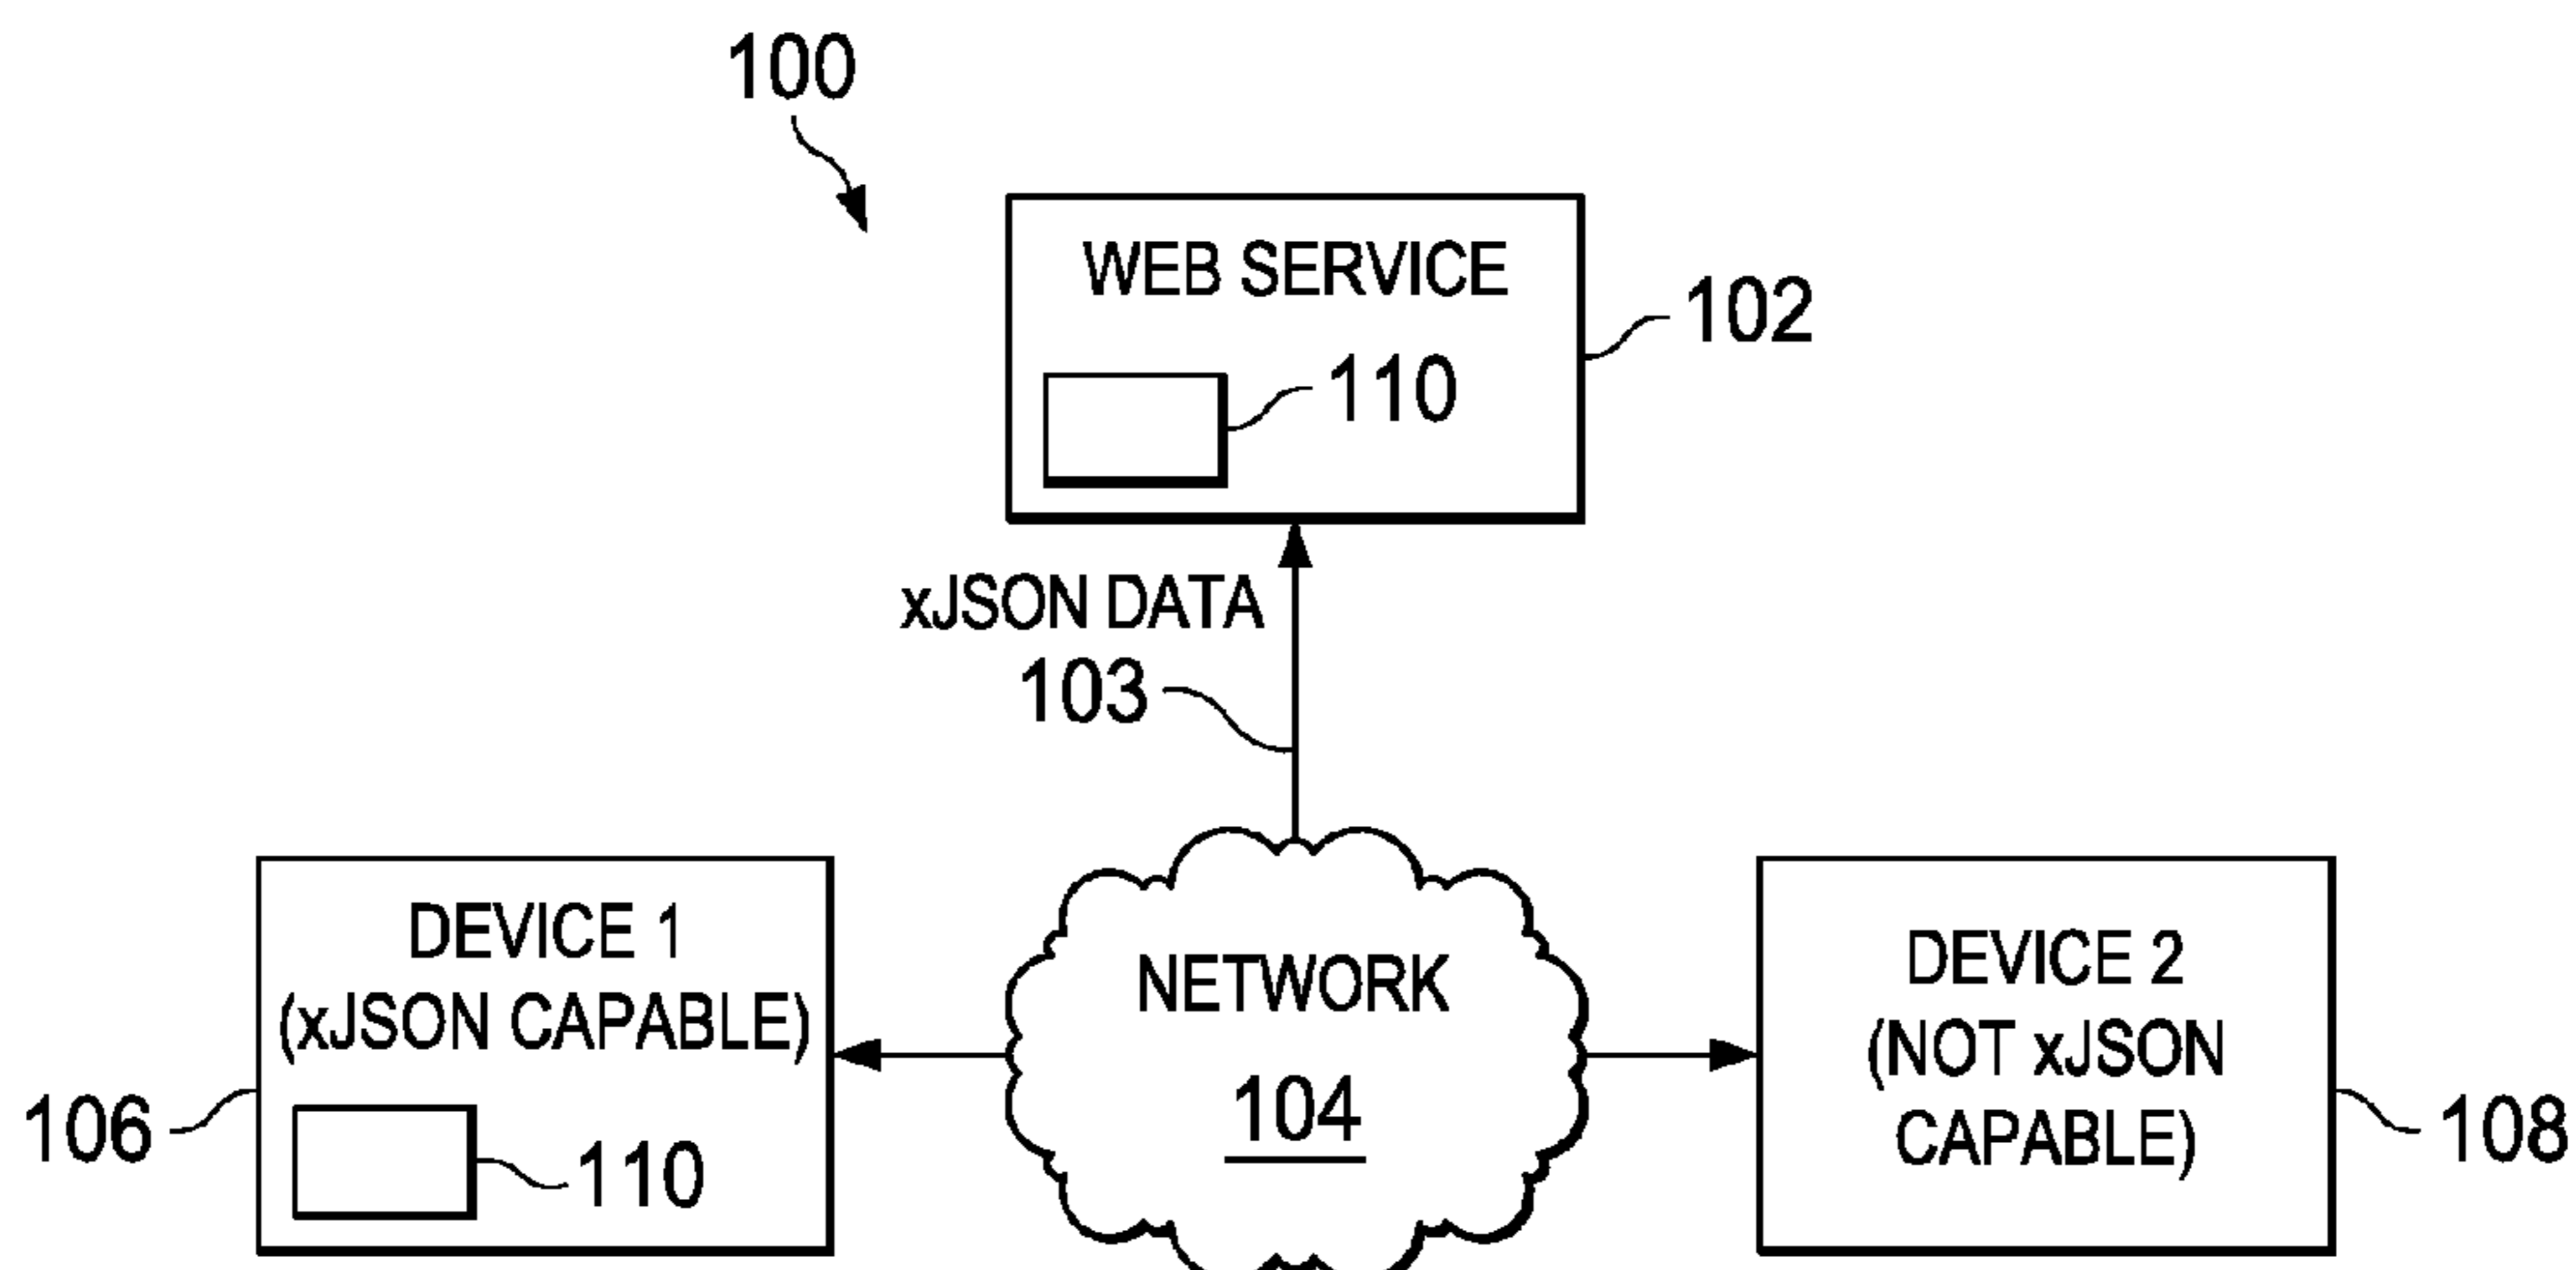 100
WEB SERVICE
102
110
xJSON DATA
103
DEVICE 1
(xJSON CAPABLE)
106
110
NETWORK
104
DEVICE 2
(NOT xJSON
CAPABLE)
108